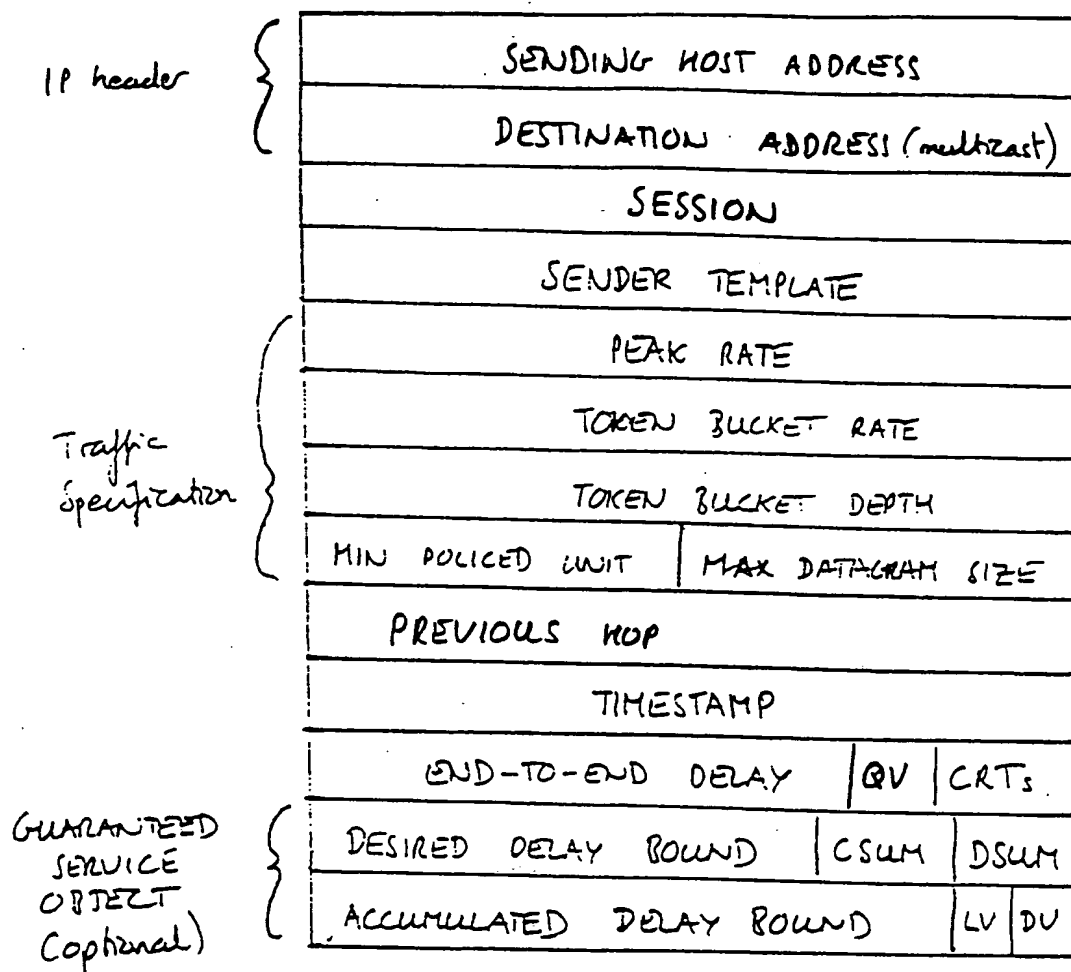 IP header
SENDING HOST ADDRESS
DESTINATION ADDRESS (multicast)
SESSION
SENDER TEMPLATE
Traffic
Specification
PEAK RATE
TOKEN BUCKET RATE
TOKEN BUCKET DEPTH
MIN POLICED UNIT MAX DATAGRAM SIZE
PREVIOUS HOP
TIMESTAMP
END-TO-END DELAY QV CRTs
GUARANTEED
SERVICE
OBJECT
(optional)
DESIRED DELAY BOUND CSUM DSUM
ACCUMULATED DELAY BOUND LV DV